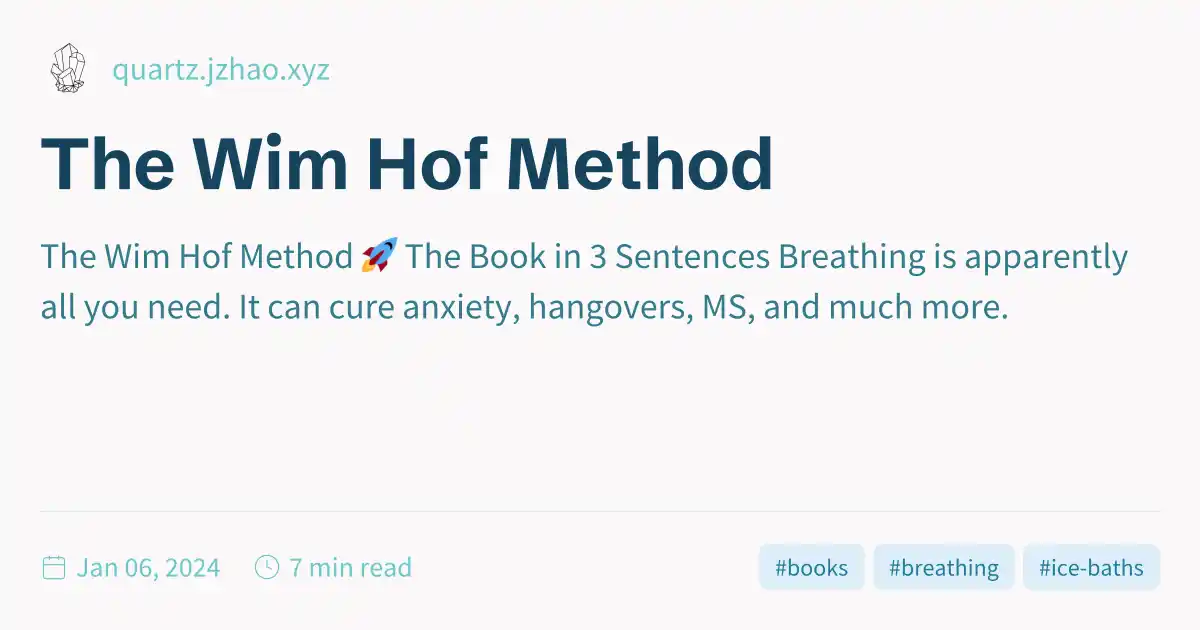 quartz.jzhao.xyz
The Wim Hof Method
The Wim Hof Method 🚀 The Book in 3 Sentences Breathing is apparently
all you need. It can cure anxiety, hangovers, MS, and much more.
Jan 06, 2024 7 min read #books #breathing #ice-baths